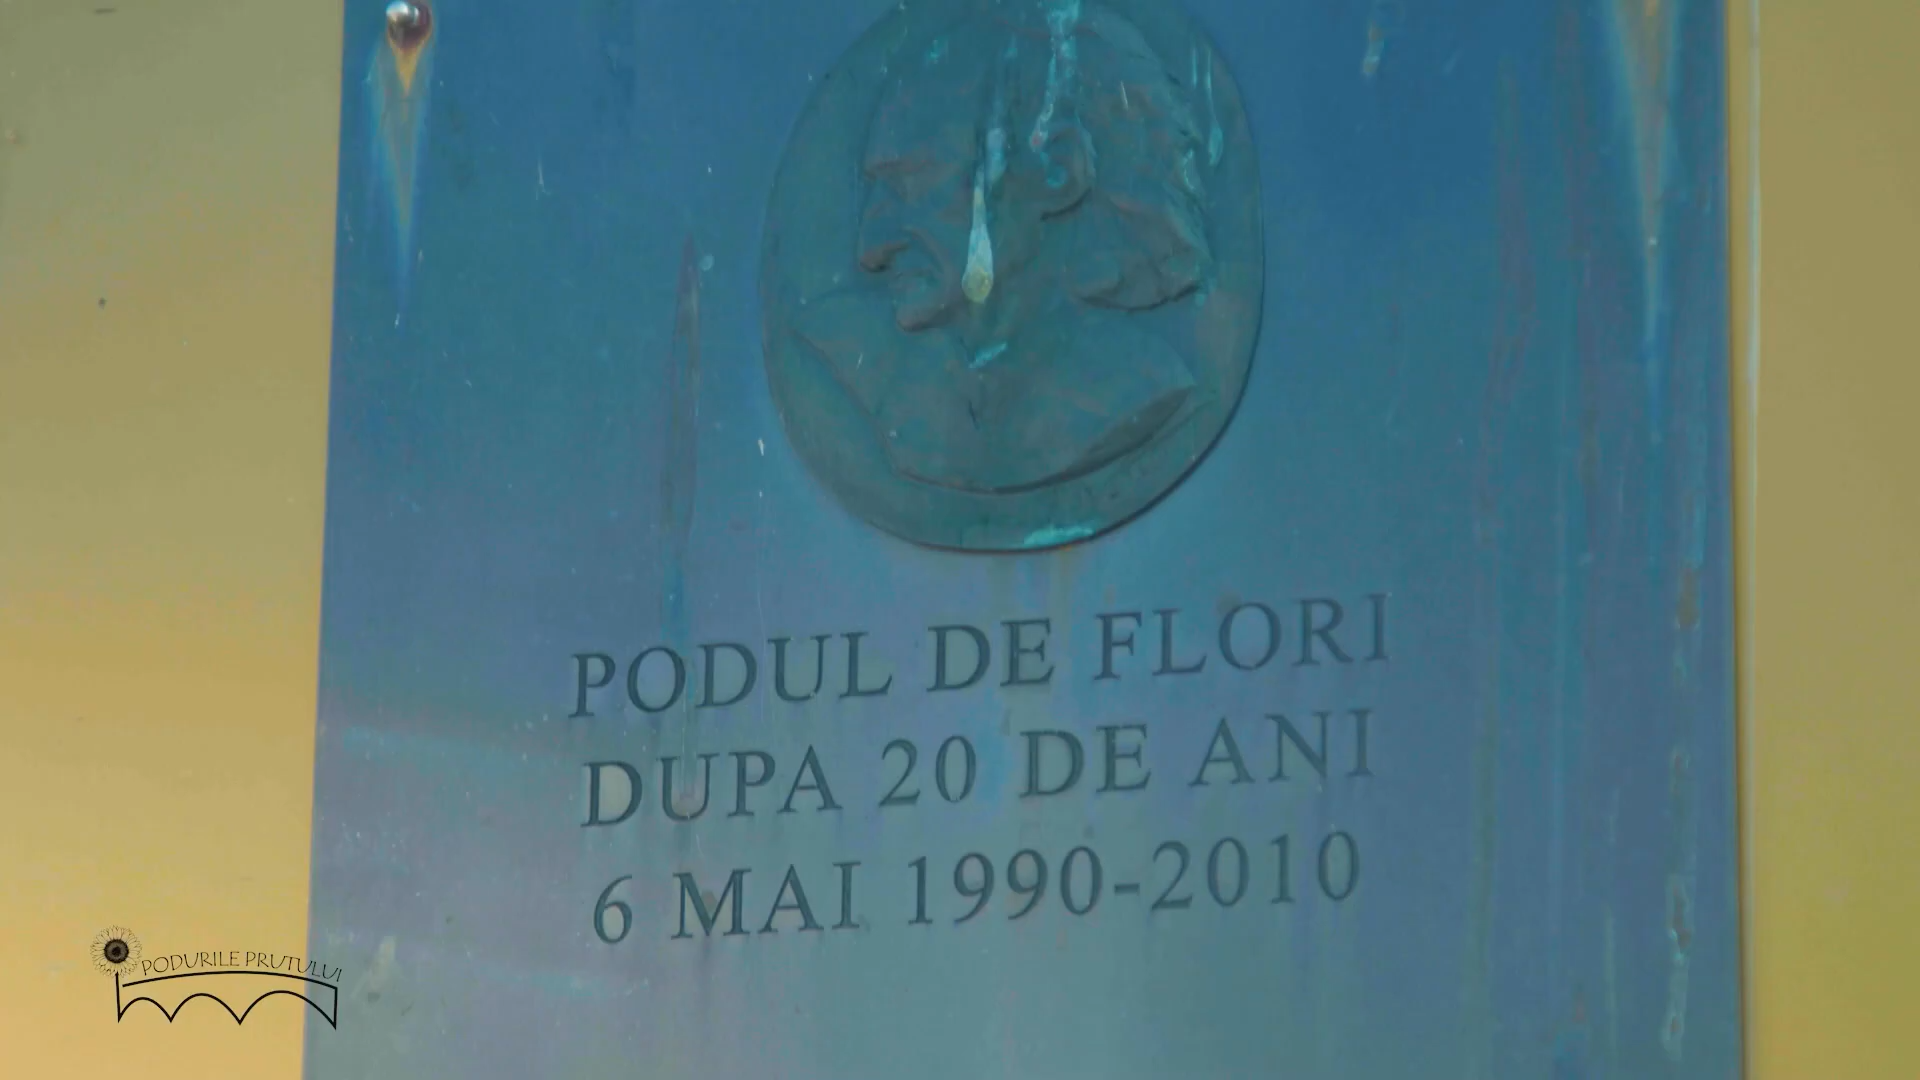 PODUL DE FLORI
DUPA 20 DE ANI
6 MAI 1990-2010
PODURILE PRUTULUI